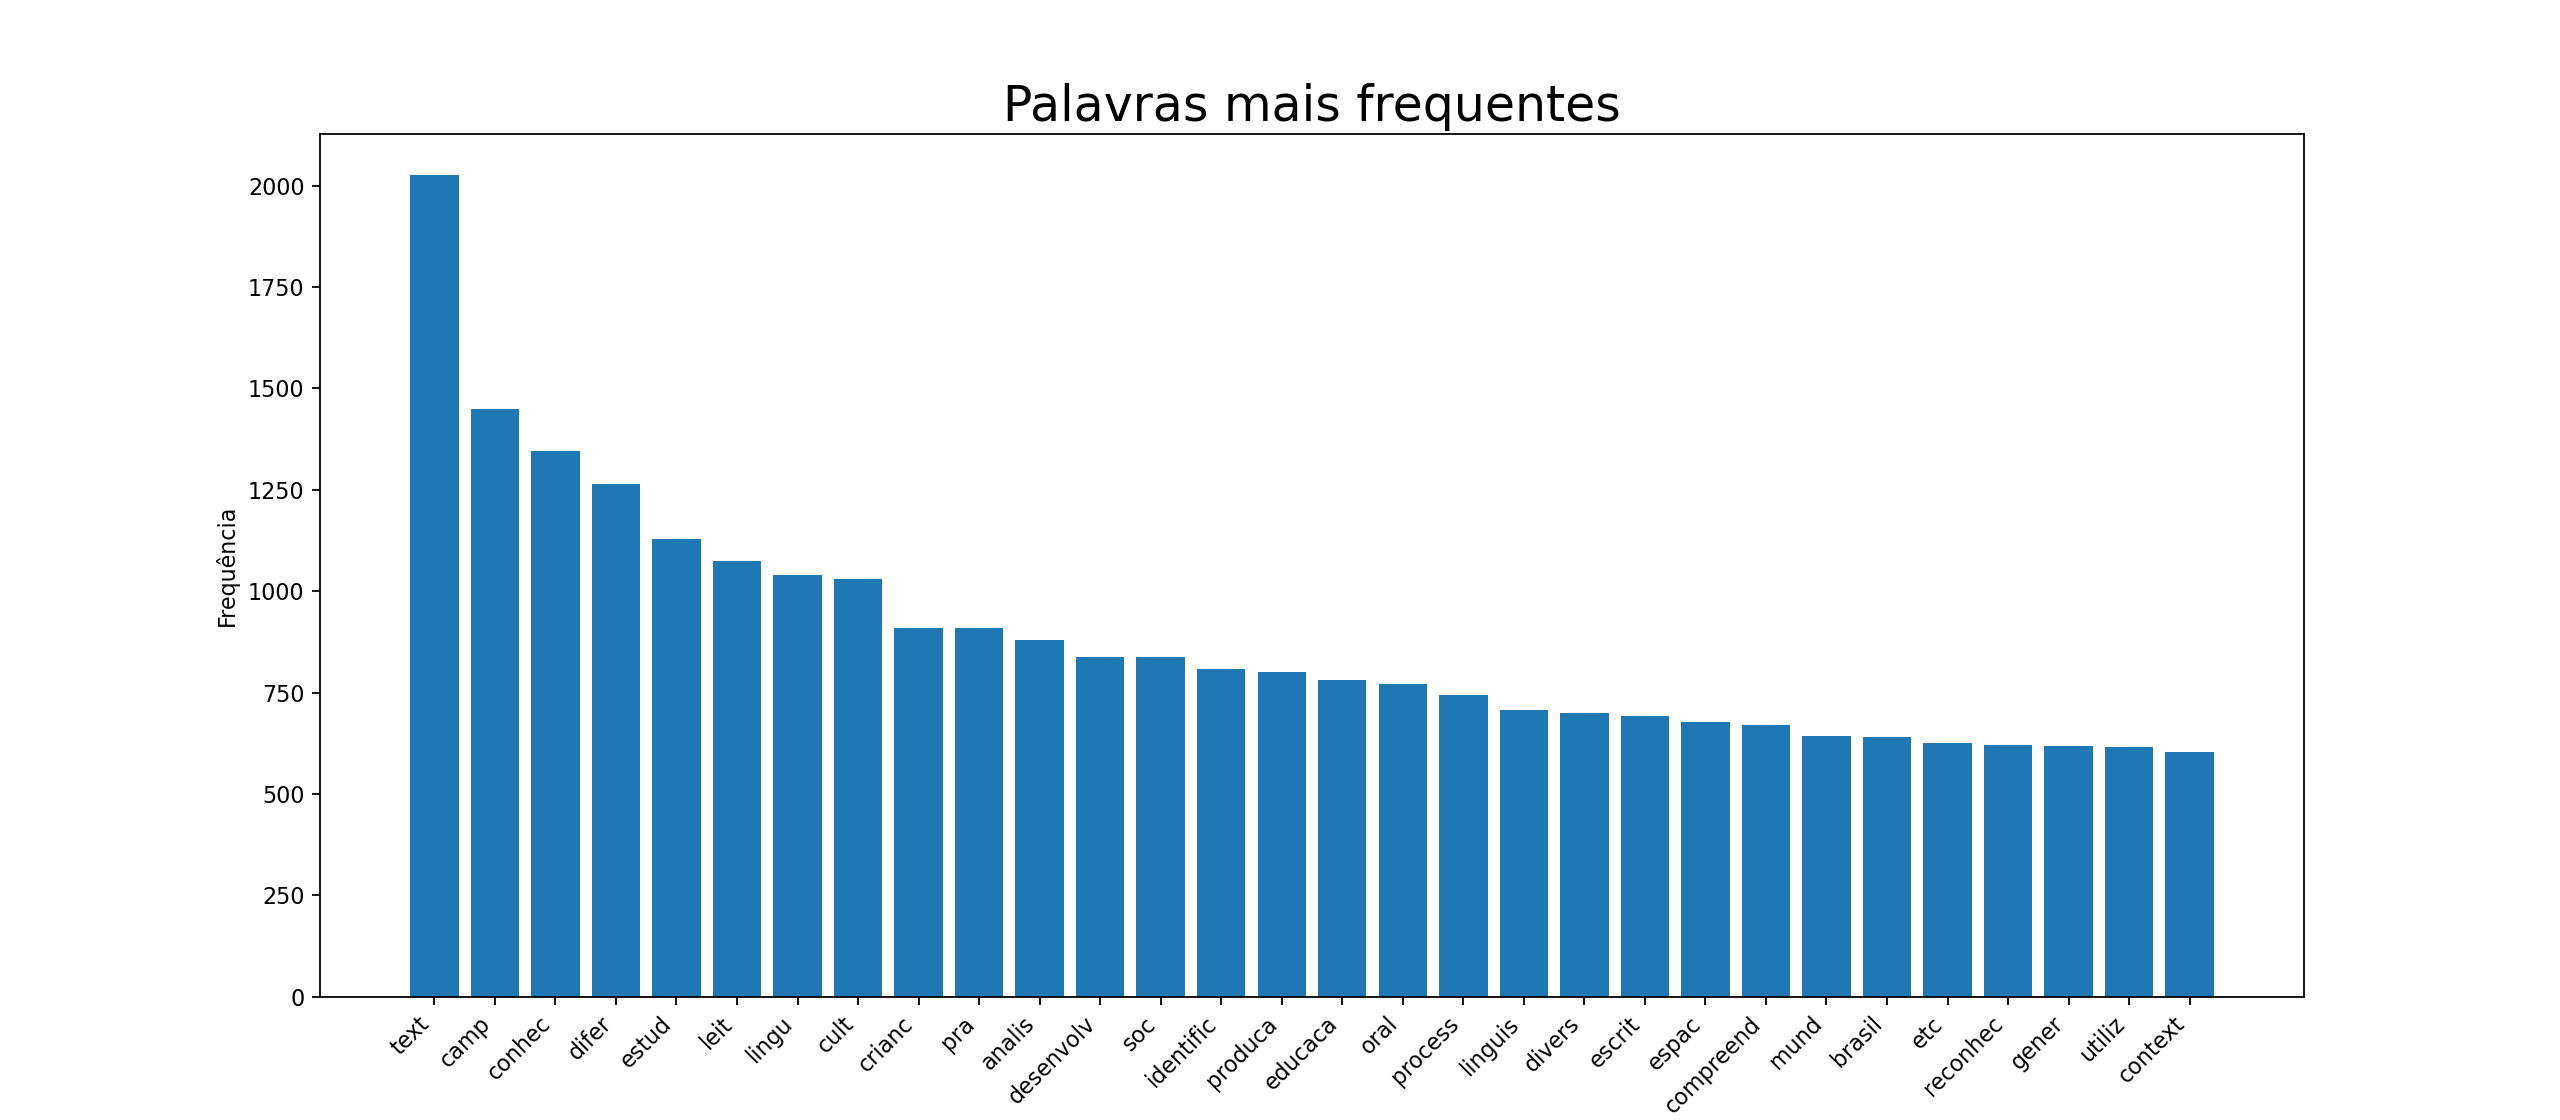 Palavras mais frequentes
Frequência
2000
1750
1500
1250
1000
750
500
250
0
text
camp
conhec
difer
estud
leit
lingu
cult
crianc
pra
analis
desenvolv
soc
identific
produca
educaca
oral
process
linguis
divers
escrit
espac
compreend
mund
brasil
etc
reconhec
gener
utiliz
context